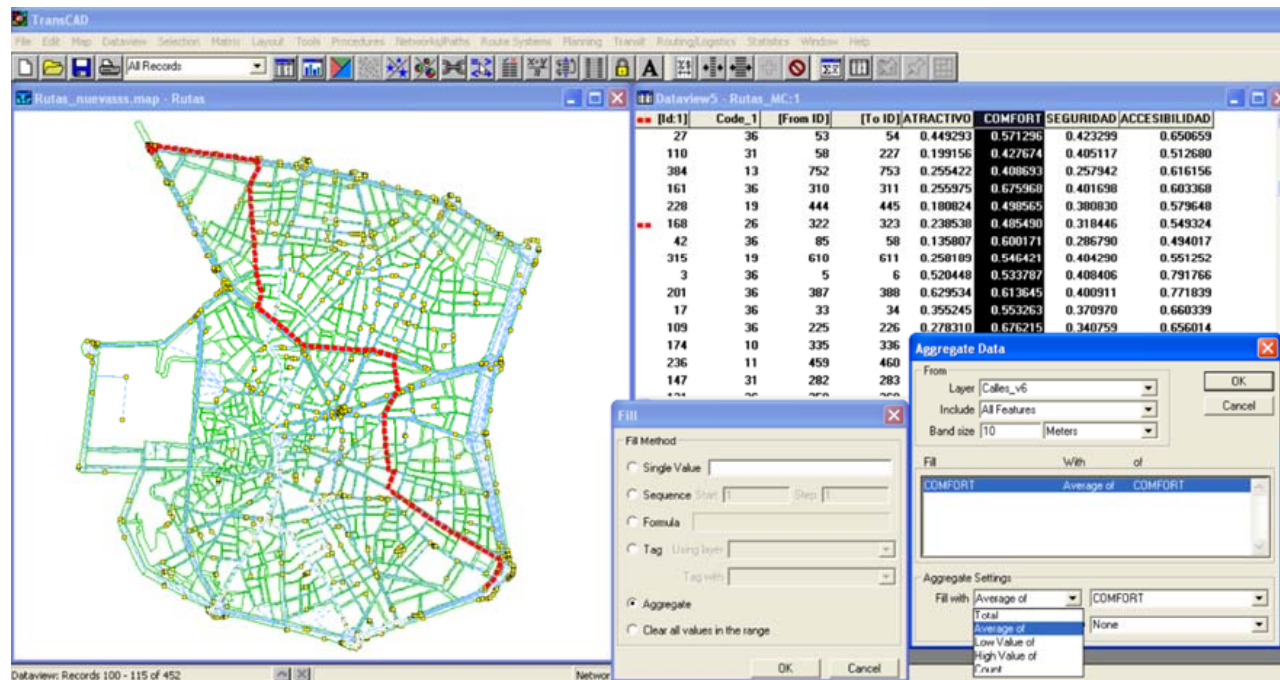 TransCAD
File Edit Map Dataview Selection Matrix Layout Tools Procedures Networks/Paths Route Systems Planning Transit Routing/Logistics Statistics Window Help
All Records
Rutas_nuevasss.map - Rutas
Dataview5 - Rutas_MC:1
[Id:1] Code_1 [From ID] [To ID] ATRACTIVO COMFORT SEGURIDAD ACCESIBILIDAD]
27 36 53 54 0.449293 0.571296 0.423299 0.650659
110 31 58 227 0.199156 0.427674 0.405117 0.512680
384 13 752 753 0.255422 0.408693 0.257942 0.616156
161 36 310 311 0.255975 0.675968 0.401698 0.603368
228 19 444 445 0.180824 0.498565 0.380830 0.579648
168 26 322 323 0.238538 0.485490 0.318446 0.549324
42 36 85 58 0.135807 0.600171 0.286790 0.494017
315 19 610 611 0.258189 0.546421 0.404290 0.551252
3 36 5 6 0.520448 0.533787 0.408406 0.791766
201 36 387 388 0.629534 0.613645 0.400911 0.771839
17 36 33 34 0.355245 0.553263 0.370970 0.660339
109 36 225 226 0.278310 0.676215 0.340759 0.656014
174 10 335 336
236 11 459 460
147 31 282 283
Aggregate Data
From
Layer Calles_v6
OK
Include All Features
Cancel
Band size 10 Meters
Fill With of
COMFORT Average of COMFORT
Aggregate Settings
Fill with Average of COMFORT
Total
Average of
None
Low Value of
High Value of
Count
Fill
Fill Method
Single Value
Sequence Start 1 Step 1
Formula
Tag Using layer
Tag with
Aggregate
Clear all values in the range
OK Cancel
Dataview: Records 100 - 115 of 452
Networ